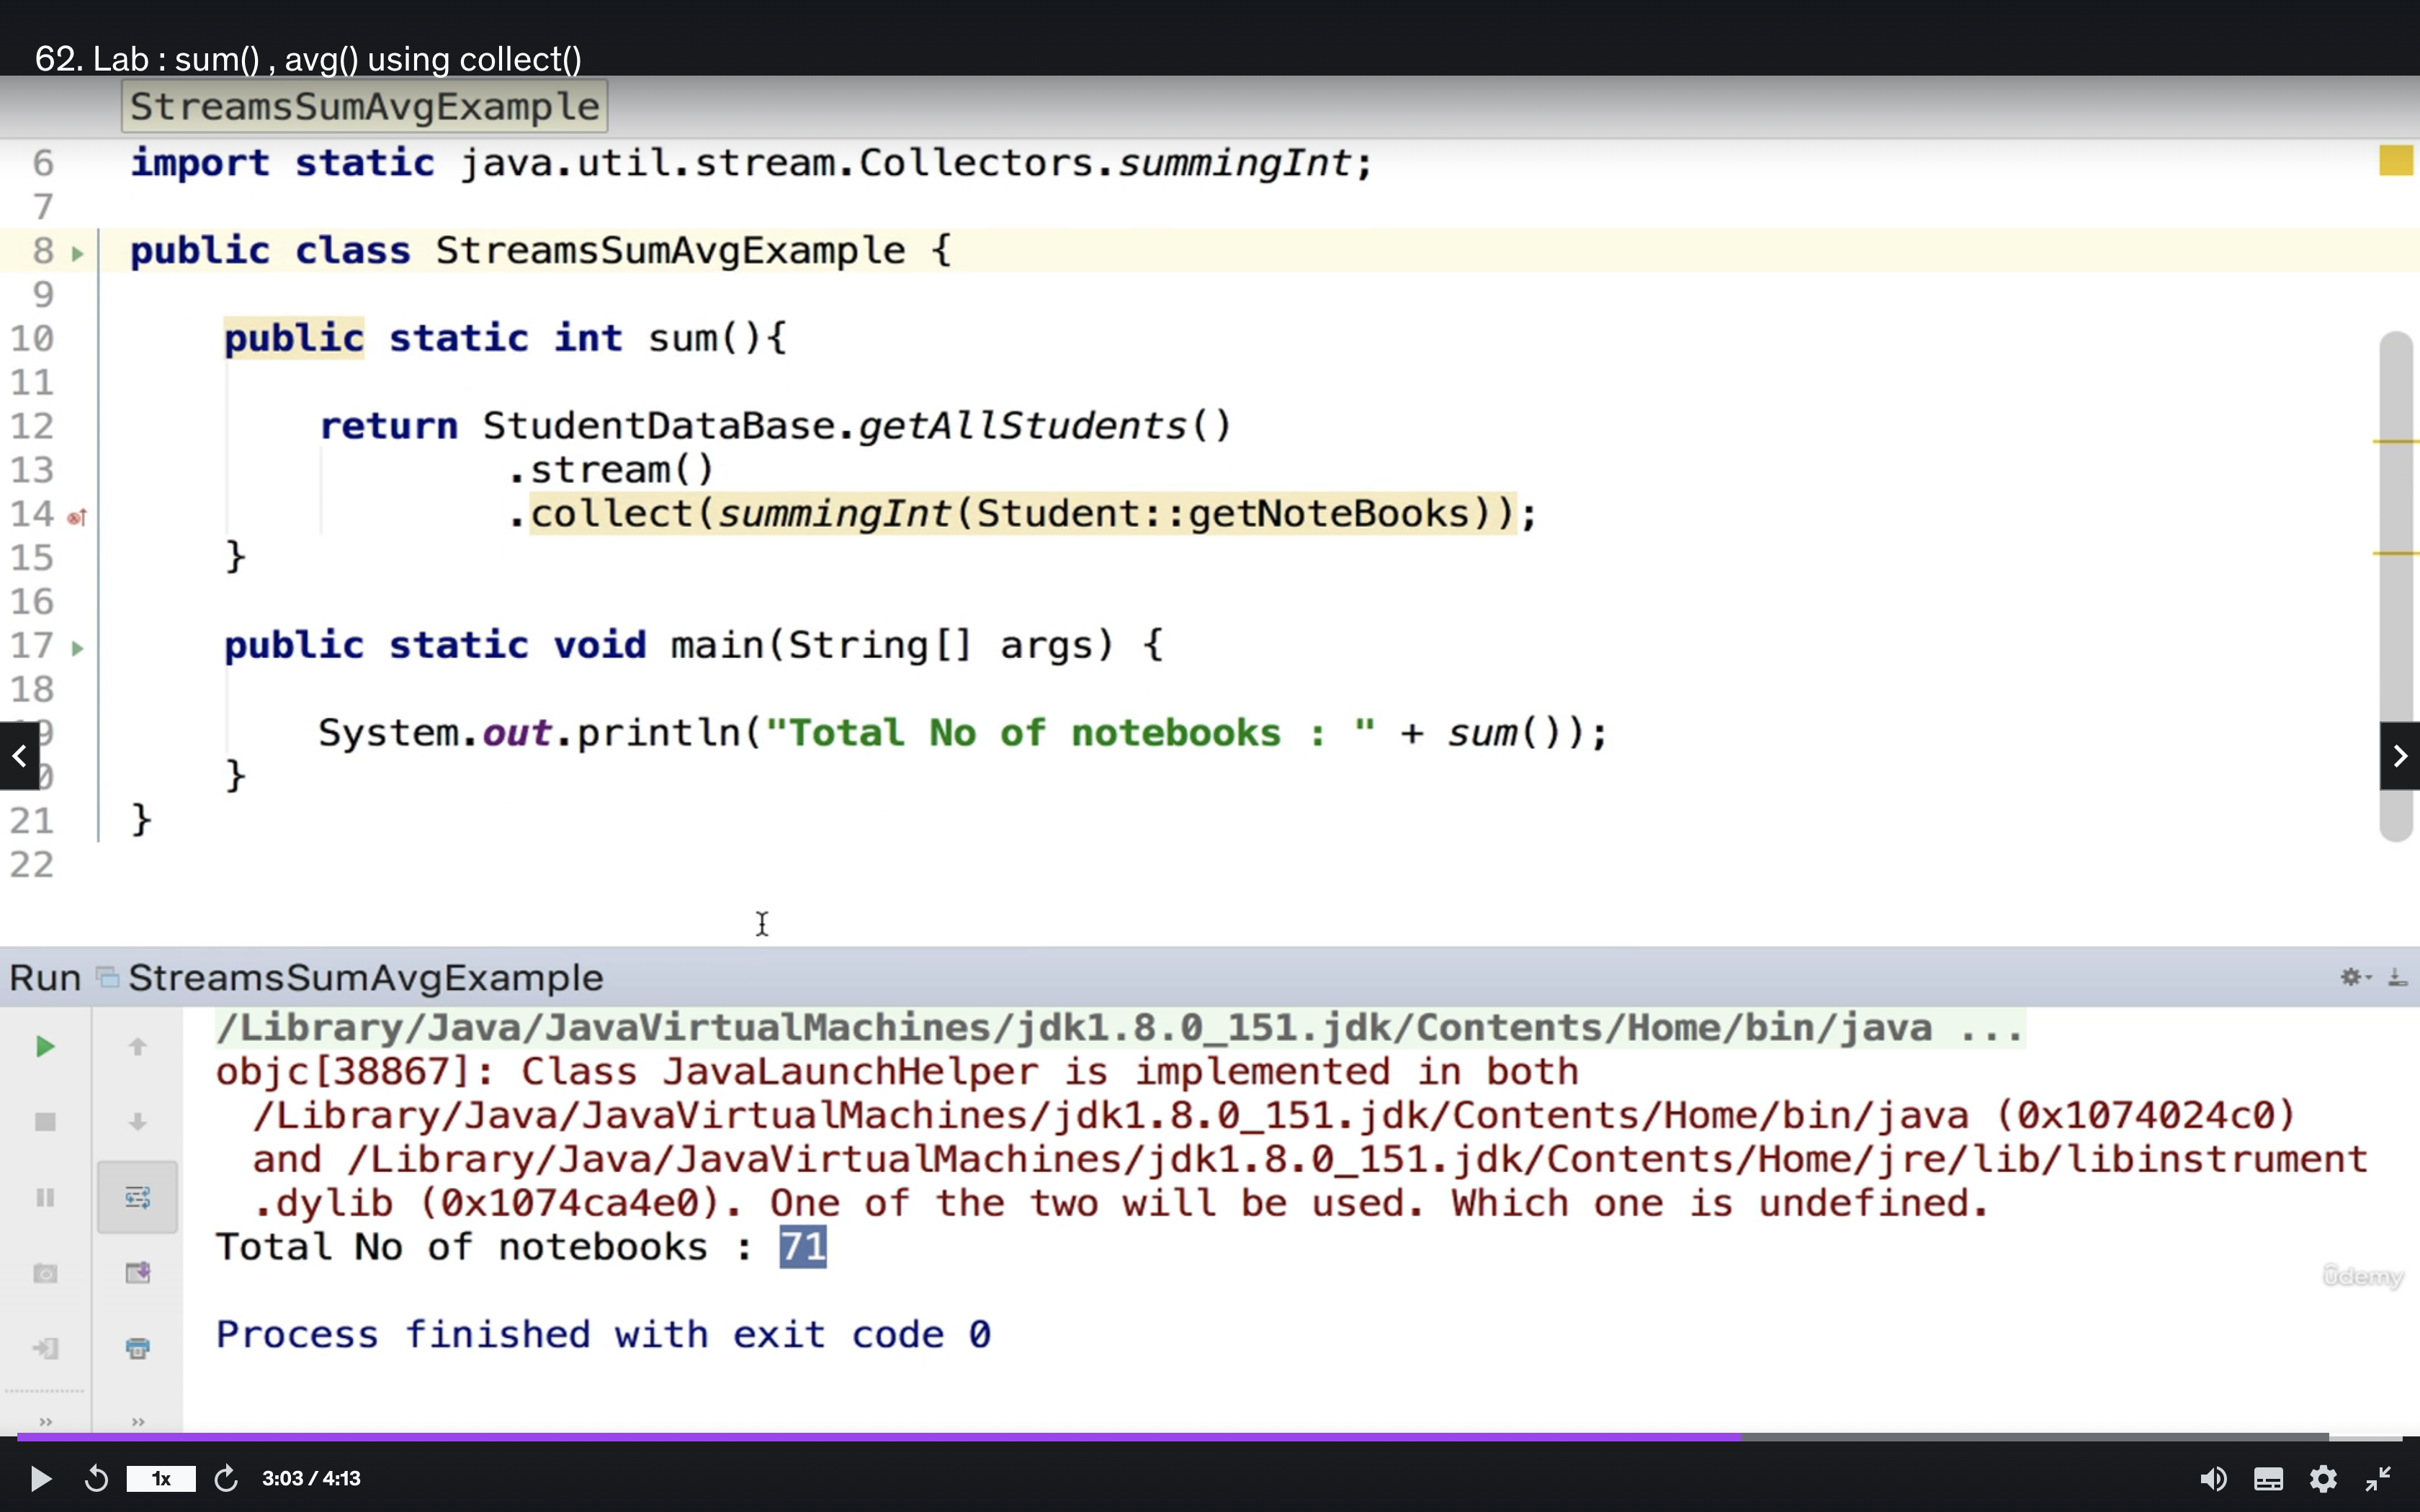 62. Lab : sum() , avg() using collect()
StreamsSumAvgExample
6 import static java.util.stream.Collectors.summingInt;
7
8 public class StreamsSumAvgExample {
9
10 public static int sum(){
11
12 return StudentDataBase.getAllStudents()
13 .stream()
14 .collect(summingInt(Student::getNoteBooks));
15 }
16
17 public static void main(String[] args) {
18
9 System.out.println("Total No of notebooks : " + sum());
0 }
21 }
22
Run StreamsSumAvgExample
/Library/Java/JavaVirtualMachines/jdk1.8.0_151.jdk/Contents/Home/bin/java ...
objc[38867]: Class JavaLaunchHelper is implemented in both
/Library/Java/JavaVirtualMachines/jdk1.8.0_151.jdk/Contents/Home/bin/java (0x1074024c0)
and /Library/Java/JavaVirtualMachines/jdk1.8.0_151.jdk/Contents/Home/jre/lib/libinstrument
.dylib (0x1074ca4e0). One of the two will be used. Which one is undefined.
Total No of notebooks : 71
ûdemy
Process finished with exit code 0
1x 3:03 / 4:13